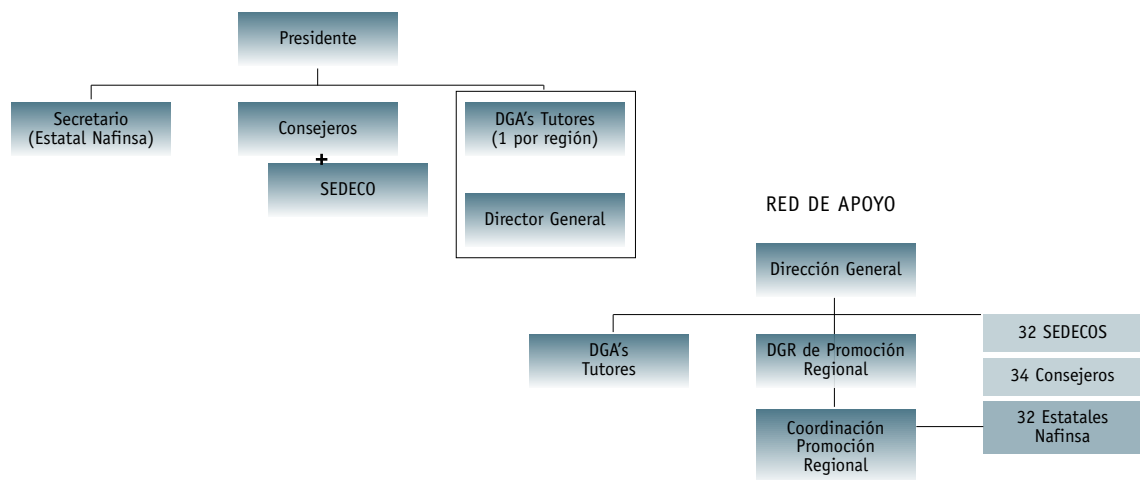 Presidente
Secretario
(Estatal Nafinsa)
Consejeros
+
SEDECO
DGA's Tutores
(1 por región)
Director General
RED DE APOYO
Dirección General
DGA's
Tutores
DGR de Promoción
Regional
Coordinación
Promoción
Regional
32 SEDECOS
34 Consejeros
32 Estatales
Nafinsa